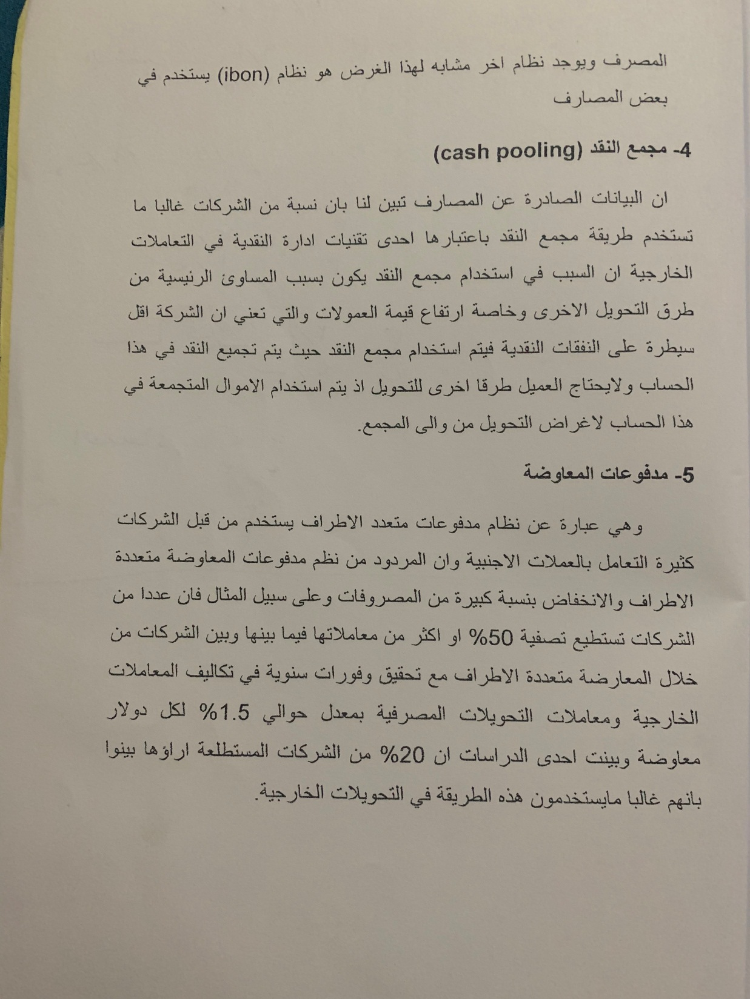 المصرف ويوجد نظام اخر مشابه لهذا الغرض هو نظام (ibon) يستخدم في
بعض المصارف
4- مجمع النقد (cash pooling)
ان البيانات الصادرة عن المصارف تبين لنا بان نسبة من الشركات غالبا ما
تستخدم طريقة مجمع النقد باعتبارها احدى تقنيات ادارة النقدية في التعاملات
الخارجية ان السبب في استخدام مجمع النقد يكون بسبب المساوئ الرئيسية من
طرق التحويل الاخرى وخاصة ارتفاع قيمة العمولات والتي تعني ان الشركة اقل
سيطرة على النفقات النقدية فيتم استخدام مجمع النقد حيث يتم تجميع النقد في هذا
الحساب ولايحتاج العميل طرقا اخرى للتحويل اذ يتم استخدام الاموال المتجمعة في
هذا الحساب لاغراض التحويل من والى المجمع.
5- مدفوعات المعاوضة
وهي عبارة عن نظام مدفوعات متعدد الاطراف يستخدم من قبل الشركات
كثيرة التعامل بالعملات الاجنبية وان المردود من نظم مدفوعات المعاوضة متعددة
الاطراف والانخفاض بنسبة كبيرة من المصروفات وعلى سبيل المثال فان عددا من
الشركات تستطيع تصفية 50% او اكثر من معاملاتها فيما بينها وبين الشركات من
خلال المعارضة متعددة الاطراف مع تحقيق وفورات سنوية في تكاليف المعاملات
الخارجية ومعاملات التحويلات المصرفية بمعدل حوالي 1.5% لكل دولار
معاوضة وبينت احدى الدراسات ان 20% من الشركات المستطلعة اراؤها بينوا
بانهم غالبا مايستخدمون هذه الطريقة في التحويلات الخارجية.